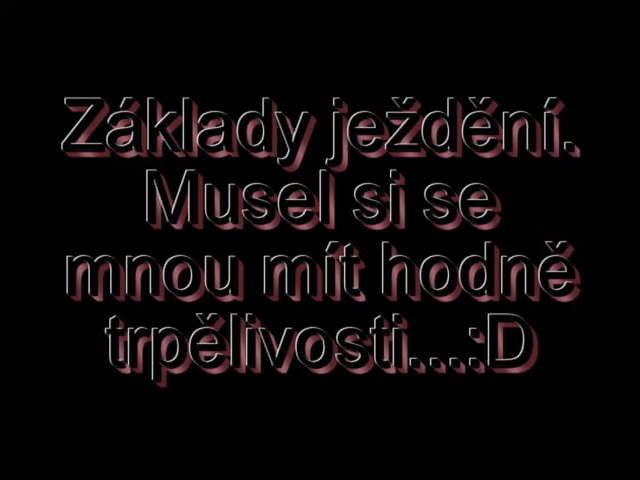 Základy ježdění.
Musel si se
mnou mít hodně
trpělivosti...:D